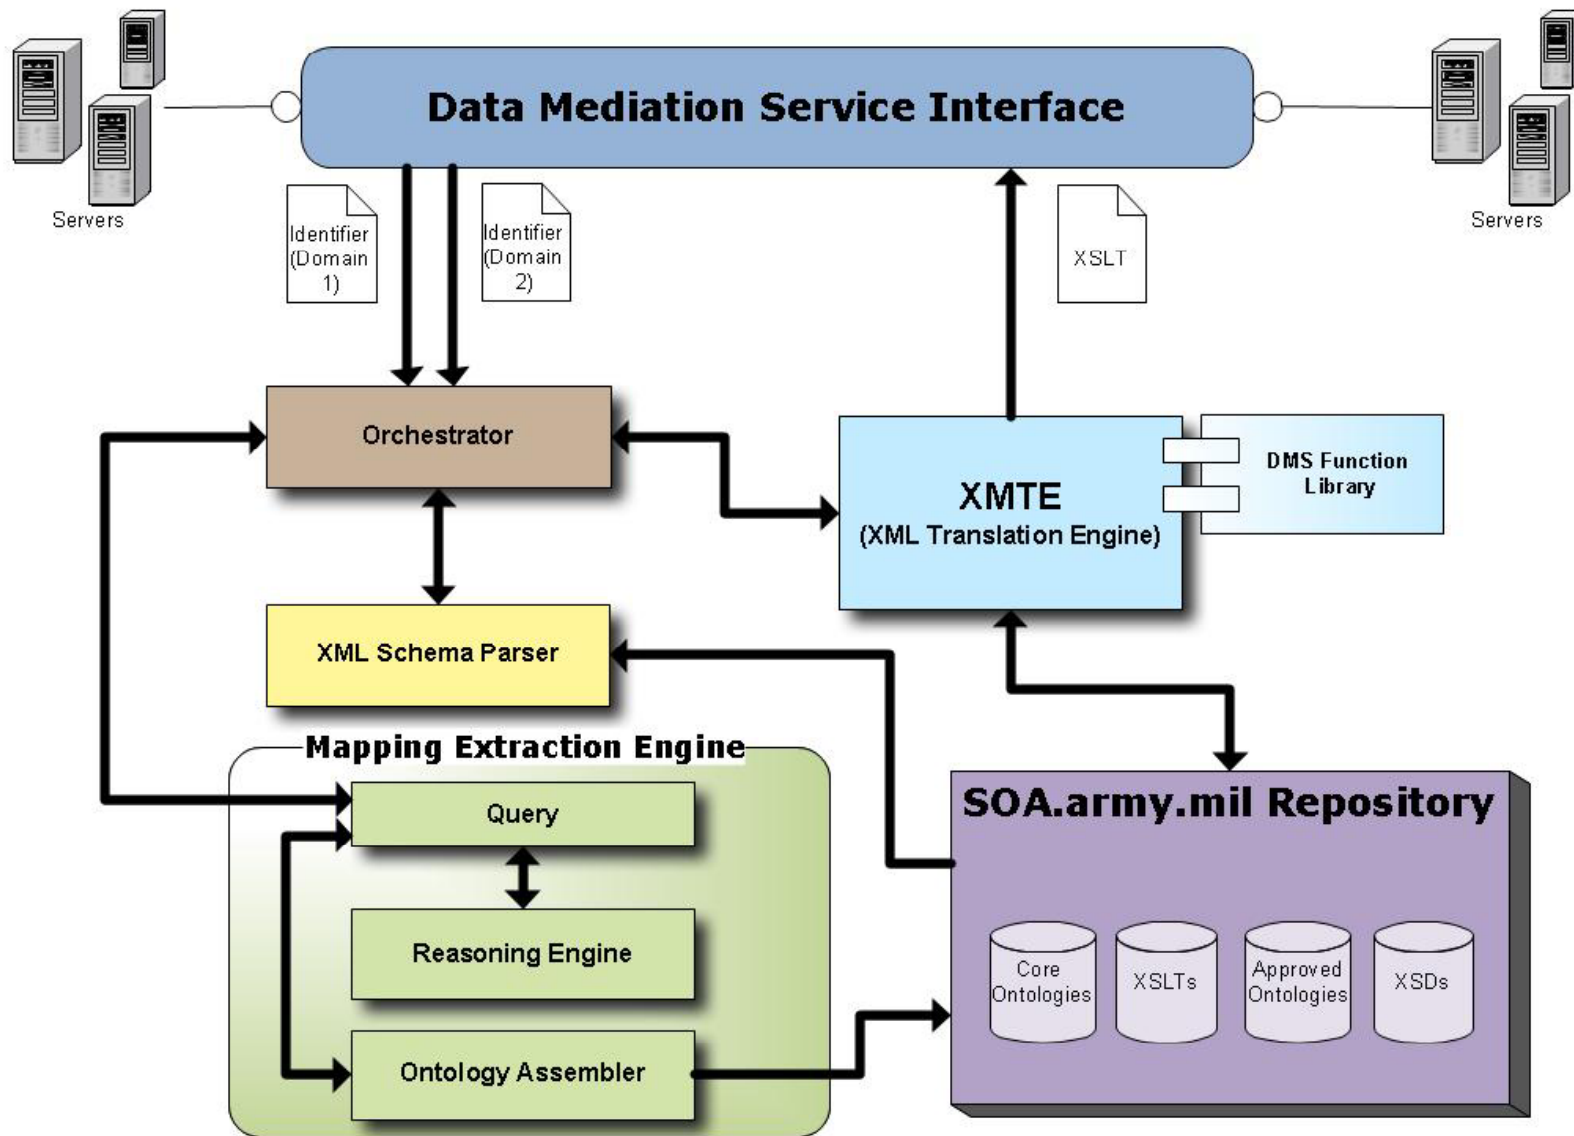 Data Mediation Service Interface
Servers
Servers
Identifier
(Domain
1)
Identifier
(Domain
2)
XSLT
Orchestrator
XMTE
(XML Translation Engine)
DMS Function
Library
XML Schema Parser
Mapping Extraction Engine
Query
Reasoning Engine
Ontology Assembler
SOA.army.mil Repository
Core
Ontologies
XSLTs
Approved
Ontologies
XSDs